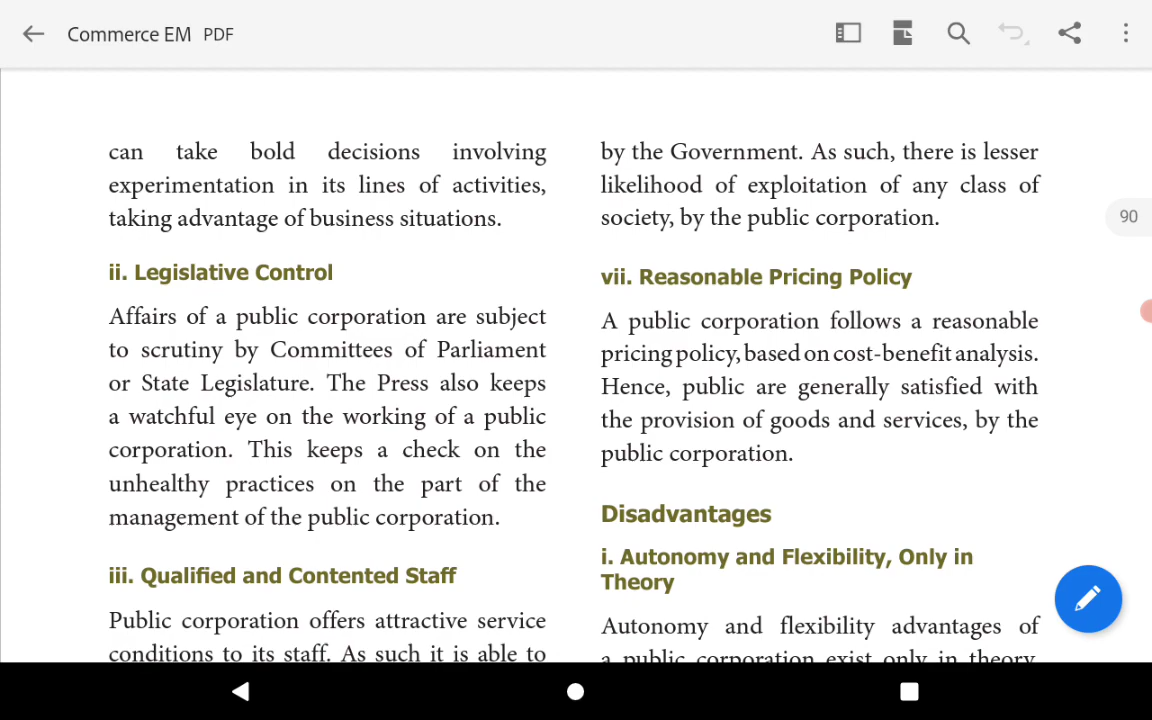 Commerce EM PDF
can take bold decisions involving
experimentation in its lines of activities,
taking advantage of business situations.
ii. Legislative Control
Affairs of a public corporation are subject
to scrutiny by Committees of Parliament
or State Legislature. The Press also keeps
a watchful eye on the working of a public
corporation. This keeps a check on the
unhealthy practices on the part of the
management of the public corporation.
iii. Qualified and Contented Staff
Public corporation offers attractive service
conditions to its staff. As such it is able to
by the Government. As such, there is lesser
likelihood of exploitation of any class of
society, by the public corporation.
vii. Reasonable Pricing Policy
A public corporation follows a reasonable
pricing policy, based on cost-benefit analysis.
Hence, public are generally satisfied with
the provision of goods and services, by the
public corporation.
Disadvantages
i. Autonomy and Flexibility, Only in
Theory
Autonomy and flexibility advantages of
a public corporation exist only in theory.
90